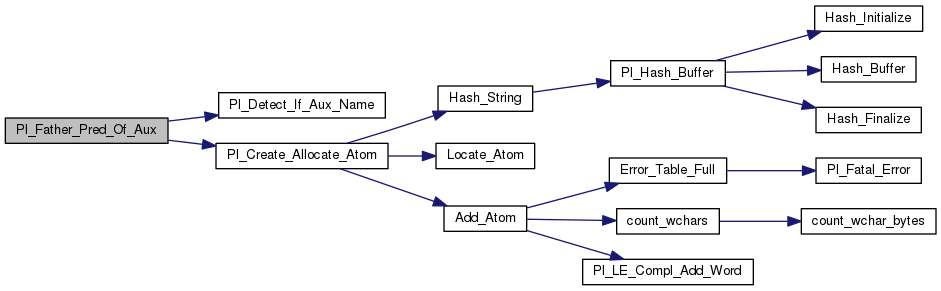 Pl_Father_Pred_Of_Aux
Pl_Detect_If_Aux_Name
Pl_Create_Allocate_Atom
Hash_String
Locate_Atom
Add_Atom
Pl_Hash_Buffer
Error_Table_Full
count_wchars
Pl_LE_Compl_Add_Word
Hash_Initialize
Hash_Buffer
Hash_Finalize
Pl_Fatal_Error
count_wchar_bytes